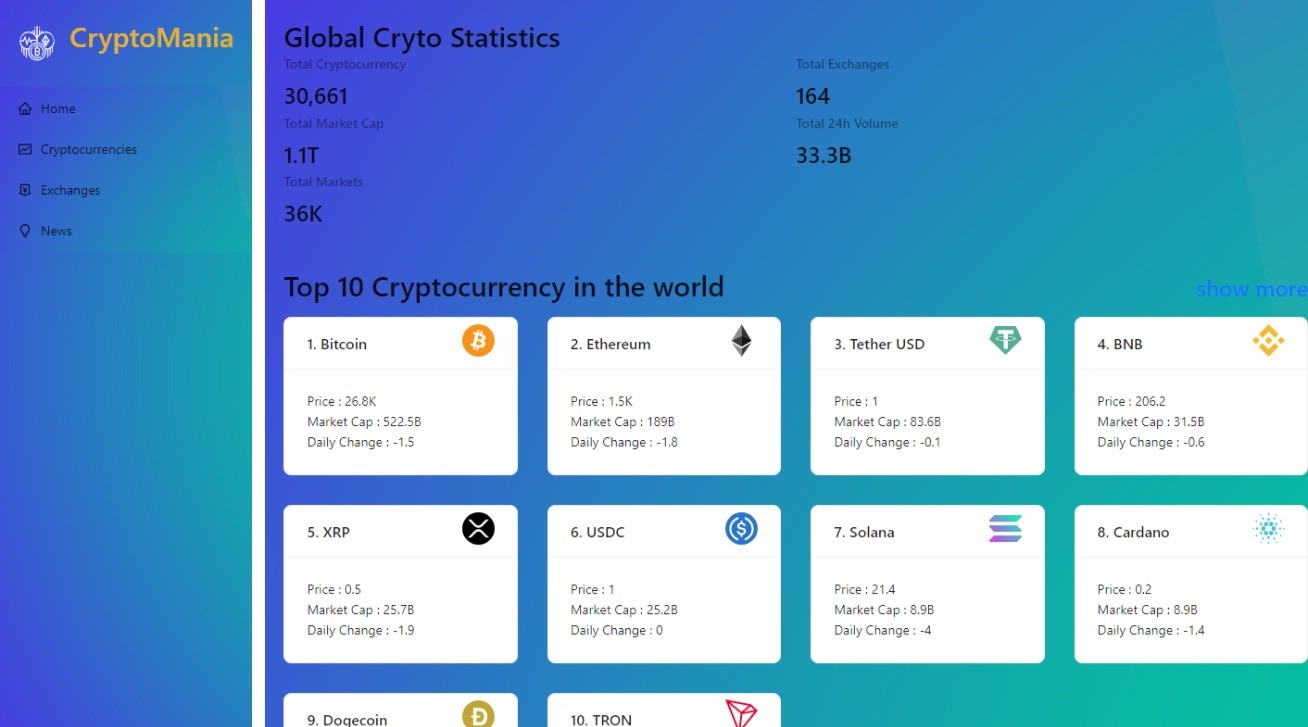 CryptoMania
Home
Cryptocurrencies
Exchanges
News
Global Cryto Statistics
Total Cryptocurrency
30,661
Total Exchanges
164
Total Market Cap
1.1T
Total 24h Volume
33.3B
Total Markets
36K
Top 10 Cryptocurrency in the world
show more
1. Bitcoin
Price : 26.8K
Market Cap : 522.5B
Daily Change : -1.5
2. Ethereum
Price : 1.5K
Market Cap : 189B
Daily Change : -1.8
3. Tether USD
Price : 1
Market Cap : 83.6B
Daily Change : -0.1
4. BNB
Price : 206.2
Market Cap : 31.5B
Daily Change : -0.6
5. XRP
Price : 0.5
Market Cap : 25.7B
Daily Change : -1.9
6. USDC
Price : 1
Market Cap : 25.2B
Daily Change : 0
7. Solana
Price : 21.4
Market Cap : 8.9B
Daily Change : -4
8. Cardano
Price : 0.2
Market Cap : 8.9B
Daily Change : -1.4
9. Dogecoin
10. TRON